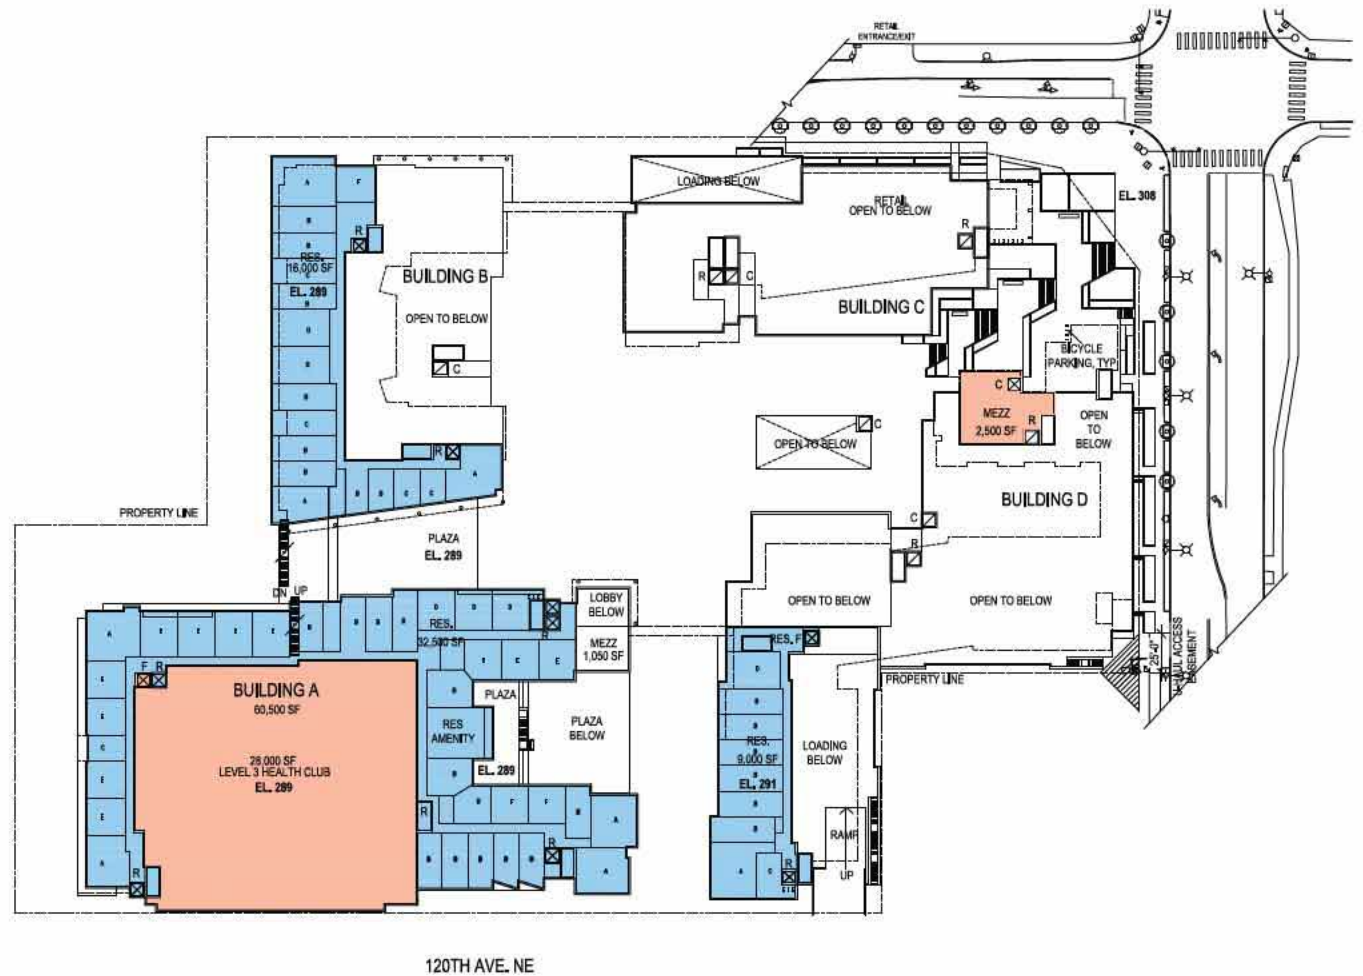 RETAIL
ENTRANCE/EXIT
LOADING BELOW
RETAIL
OPEN TO BELOW
EL. 308
A
F
B
R
B
RES.
16,000 SF
C
EL. 289
B
BUILDING B
OPEN TO BELOW
C
R
R
C
BUILDING C
BICYCLE
PARKING, TYP
C
MEZZ
2,500 SF
R
OPEN
TO
BELOW
OPEN TO BELOW
C
D
B
B
C
B
B
A
R
A
B
B
C
C
BUILDING D
PROPERTY LINE
PLAZA
EL. 289
C
R
DN
UP
OPEN TO BELOW
OPEN TO BELOW
LOBBY
BELOW
MEZZ
1,050 SF
RES.
32,500 SF
R
A
E
E
E
E
B
B
B
B
D
D
E
E
F
R
BUILDING A
60,500 SF
28,000 SF
LEVEL 3 HEALTH CLUB
EL. 289
E
E
C
E
E
A
R
B
RES
AMENITY
B
PLAZA
EL. 289
PLAZA
BELOW
R
B
F
F
B
A
A
R
RES. F
D
B
B
RES.
9,000 SF
EL. 291
B
B
B
A
C
R
LOADING
BELOW
RAMP
UP
PROPERTY LINE
25'-0"
U-HAUL ACCESS
EASEMENT
120TH AVE. NE